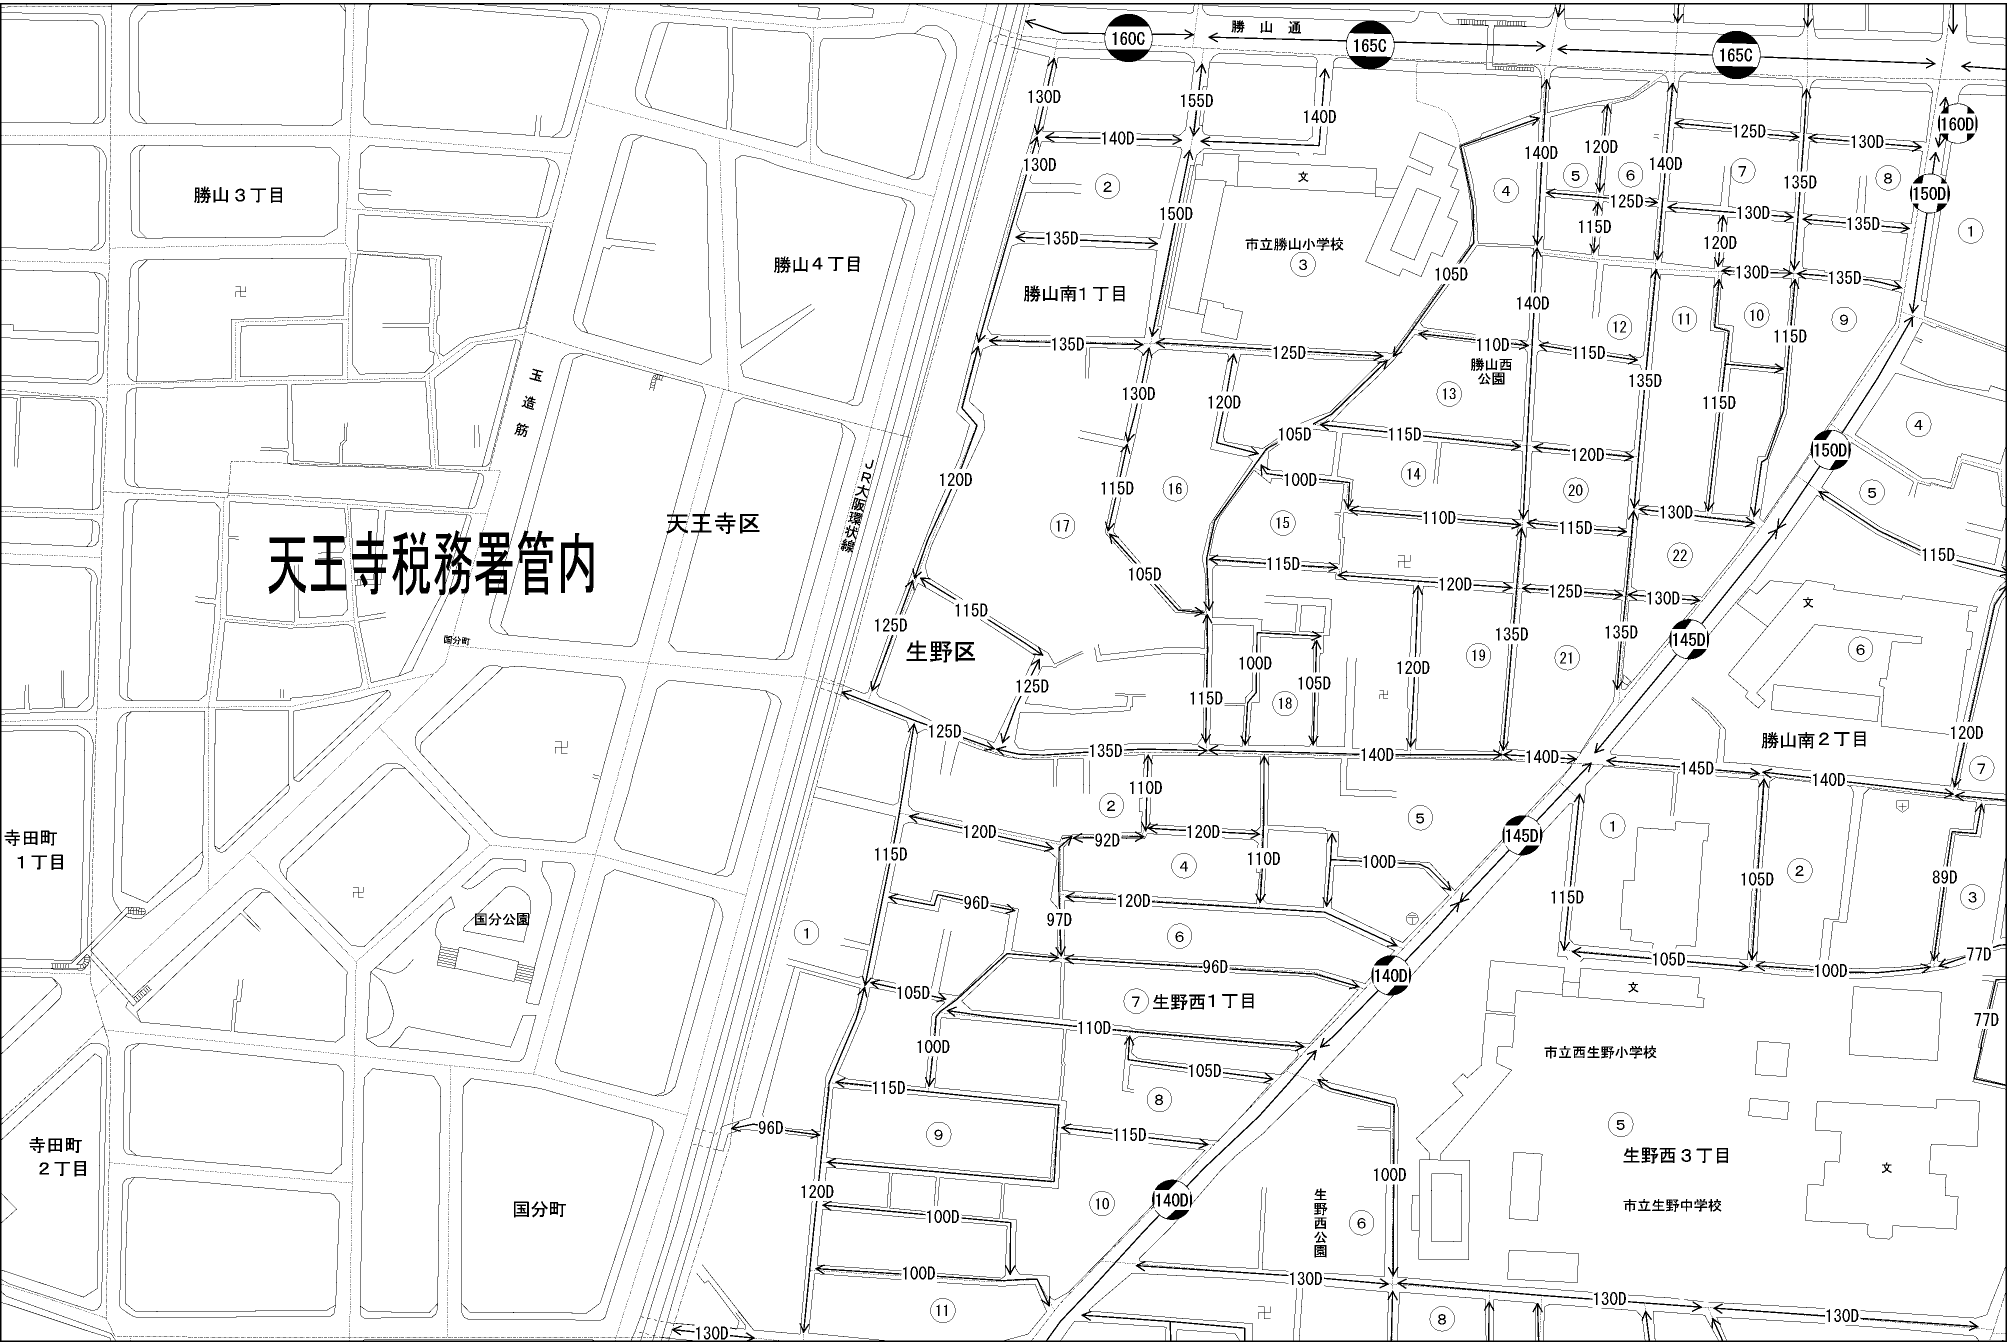 勝山通
160C
165C
165C
130D
155D
140D
140D
130D
160D
125D
130D
120D
140D
140D
勝山３丁目
②
文
④
⑤
⑥
⑦
135D
⑧
150D
125D
150D
115D
130D
135D
①
135D
市立勝山小学校
③
120D
勝山４丁目
105D
130D
135D
勝山南１丁目
140D
⑫
⑪
⑩
⑨
115D
135D
125D
110D
115D
勝山西
公園
135D
玉造筋
130D
120D
⑬
115D
④
105D
115D
120D
150D
JR大阪環状線
120D
115D
⑯
100D
⑭
⑳
⑤
天王寺区
⑰
⑮
110D
115D
130D
天王寺税務署管内
105D
115D
120D
125D
㉒
115D
130D
文
125D
115D
国分町
生野区
100D
120D
⑲
135D
㉑
135D
145D
⑥
125D
115D
105D
⑱
125D
135D
140D
140D
勝山南２丁目
120D
145D
140D
⑦
110D
②
⑤
①
寺田町
１丁目
120D
92D
120D
145D
115D
④
110D
100D
105D
②
89D
国分公園
96D
120D
115D
③
97D
①
⑥
96D
140D
105D
100D
77D
105D
⑦
生野西１丁目
文
77D
100D
110D
市立西生野小学校
115D
105D
⑧
96D
⑨
115D
⑤
生野西３丁目
寺田町
２丁目
文
100D
120D
140D
国分町
100D
⑩
生野西公園
⑥
市立生野中学校
100D
130D
130D
130D
⑪
⑧
130D